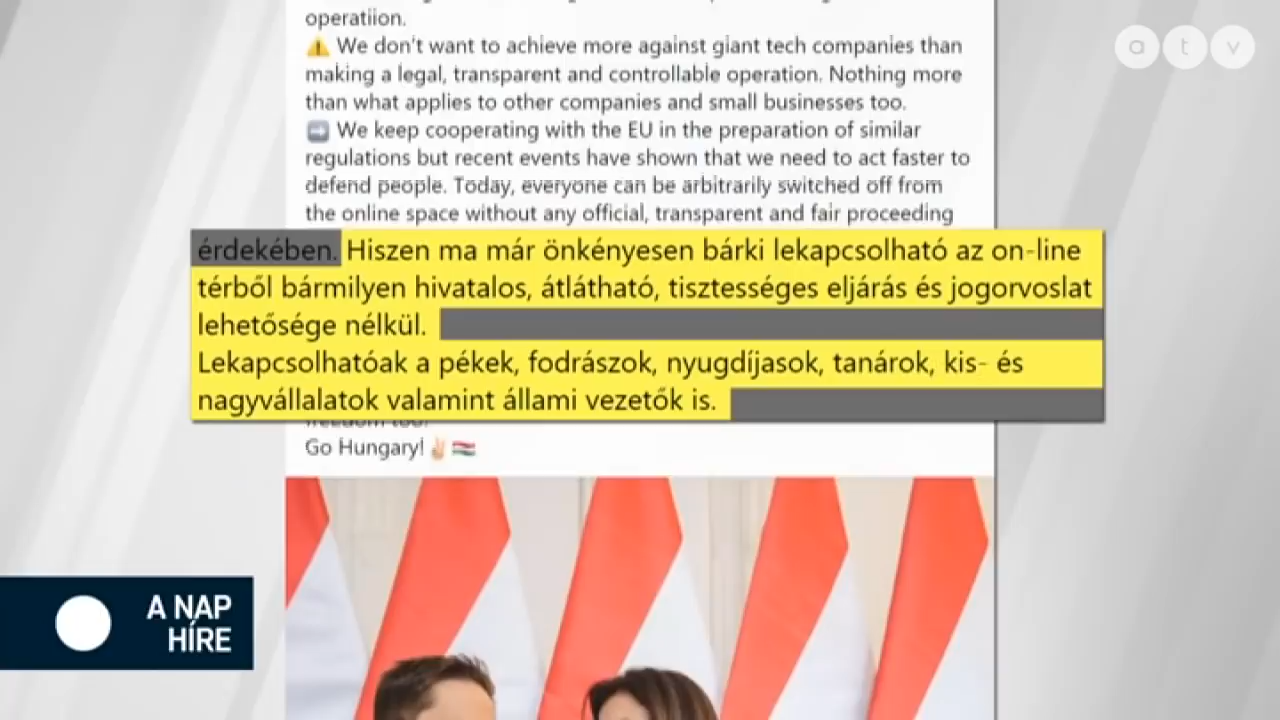 operatiion.
⚠️ We don't want to achieve more against giant tech companies than
making a legal, transparent and controllable operation. Nothing more
than what applies to other companies and small businesses too.
➡️ We keep cooperating with the EU in the preparation of similar
regulations but recent events have shown that we need to act faster to
defend people. Today, everyone can be arbitrarily switched off from
the online space without any official, transparent and fair proceeding
érdekében. Hiszen ma már önkényesen bárki lekapcsolható az on-line
térből bármilyen hivatalos, átlátható, tisztességes eljárás és jogorvoslat
lehetősége nélkül.
Lekapcsolhatóak a pékek, fodrászok, nyugdíjasok, tanárok, kis- és
nagyvállalatok valamint állami vezetők is.
Go Hungary!✌🏻🇭🇺
a t v
A NAP
HÍRE